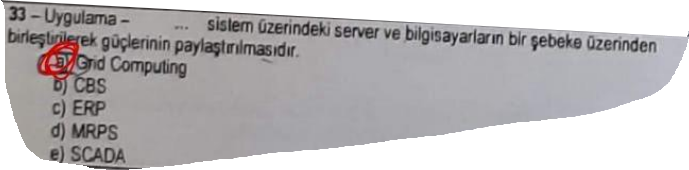 33 – Uygulama – ... sistem üzerindeki server ve bilgisayarların bir şebeke üzerinden
birleştirilerek güçlerinin paylaştırılmasıdır.
a) Grid Computing
b) CBS
c) ERP
d) MRPS
e) SCADA